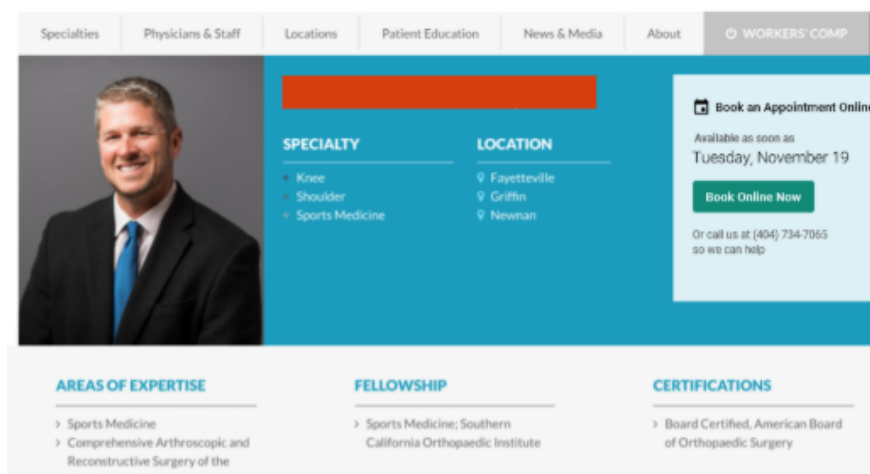 Specialties
Physicians & Staff
Locations
Patient Education
News & Media
About
WORKERS' COMP
Book an Appointment Online
Available as soon as
Tuesday, November 19
Book Online Now
Or call us at (404) 734-7065
so we can help
SPECIALTY
Knee
Shoulder
Sports Medicine
LOCATION
Fayetteville
Griffin
Newnan
AREAS OF EXPERTISE
Sports Medicine
Comprehensive Arthroscopic and
Reconstructive Surgery of the
FELLOWSHIP
Sports Medicine; Southern
California Orthopaedic Institute
CERTIFICATIONS
Board Certified, American Board
of Orthopaedic Surgery